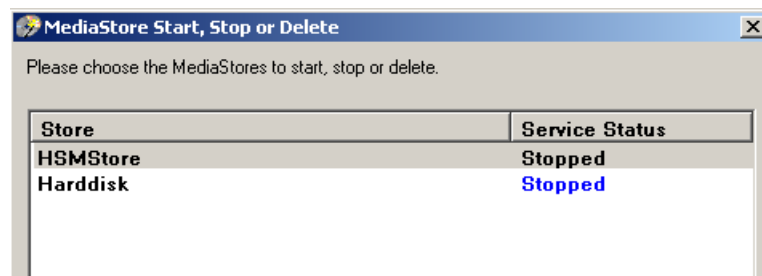 MediaStore Start, Stop or Delete
Please choose the MediaStores to start, stop or delete.
Store Service Status
HSMStore Stopped
Harddisk Stopped